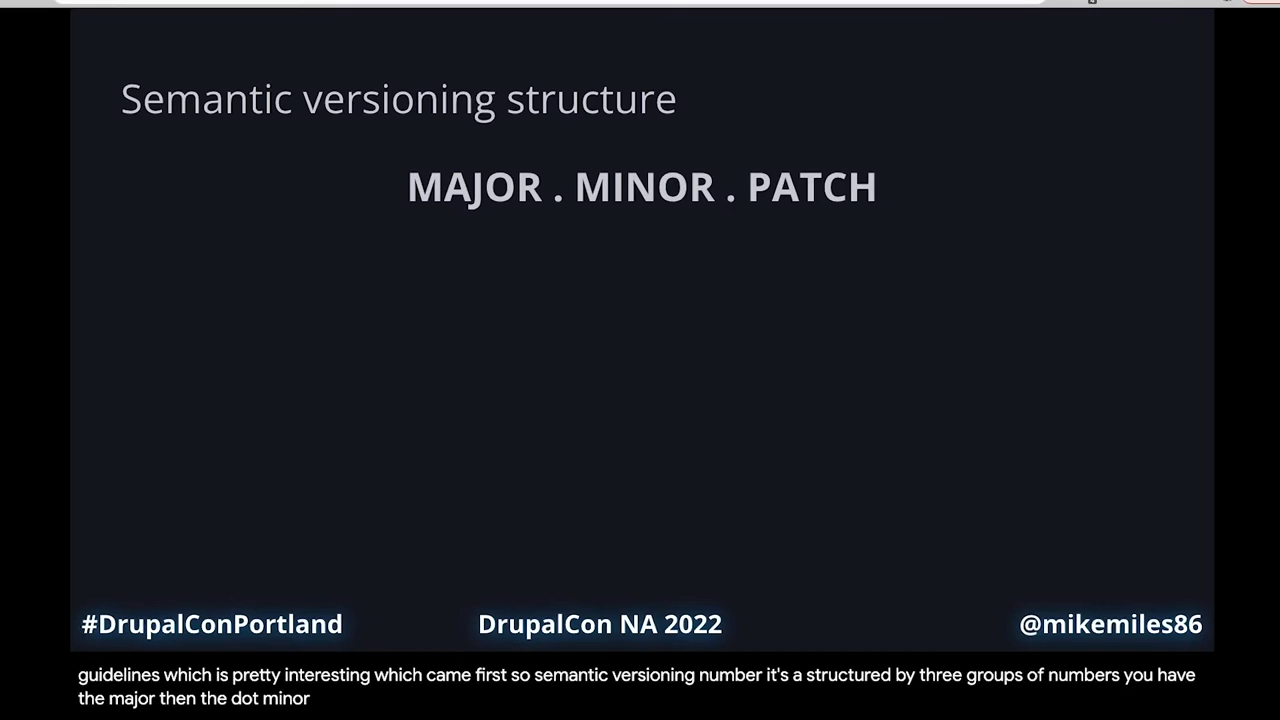 Semantic versioning structure
MAJOR . MINOR . PATCH
#DrupalConPortland
DrupalCon NA 2022
@mikemiles86
guidelines which is pretty interesting which came first so semantic versioning number it's a structured by three groups of numbers you have
the major then the dot minor